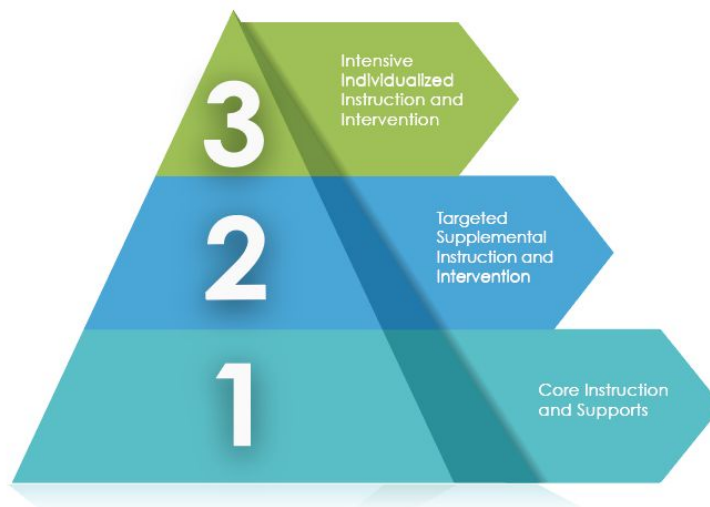 3
Intensive
Individualized
Instruction and
Intervention
2
Targeted
Supplemental
Instruction and
Intervention
1
Core Instruction
and Supports